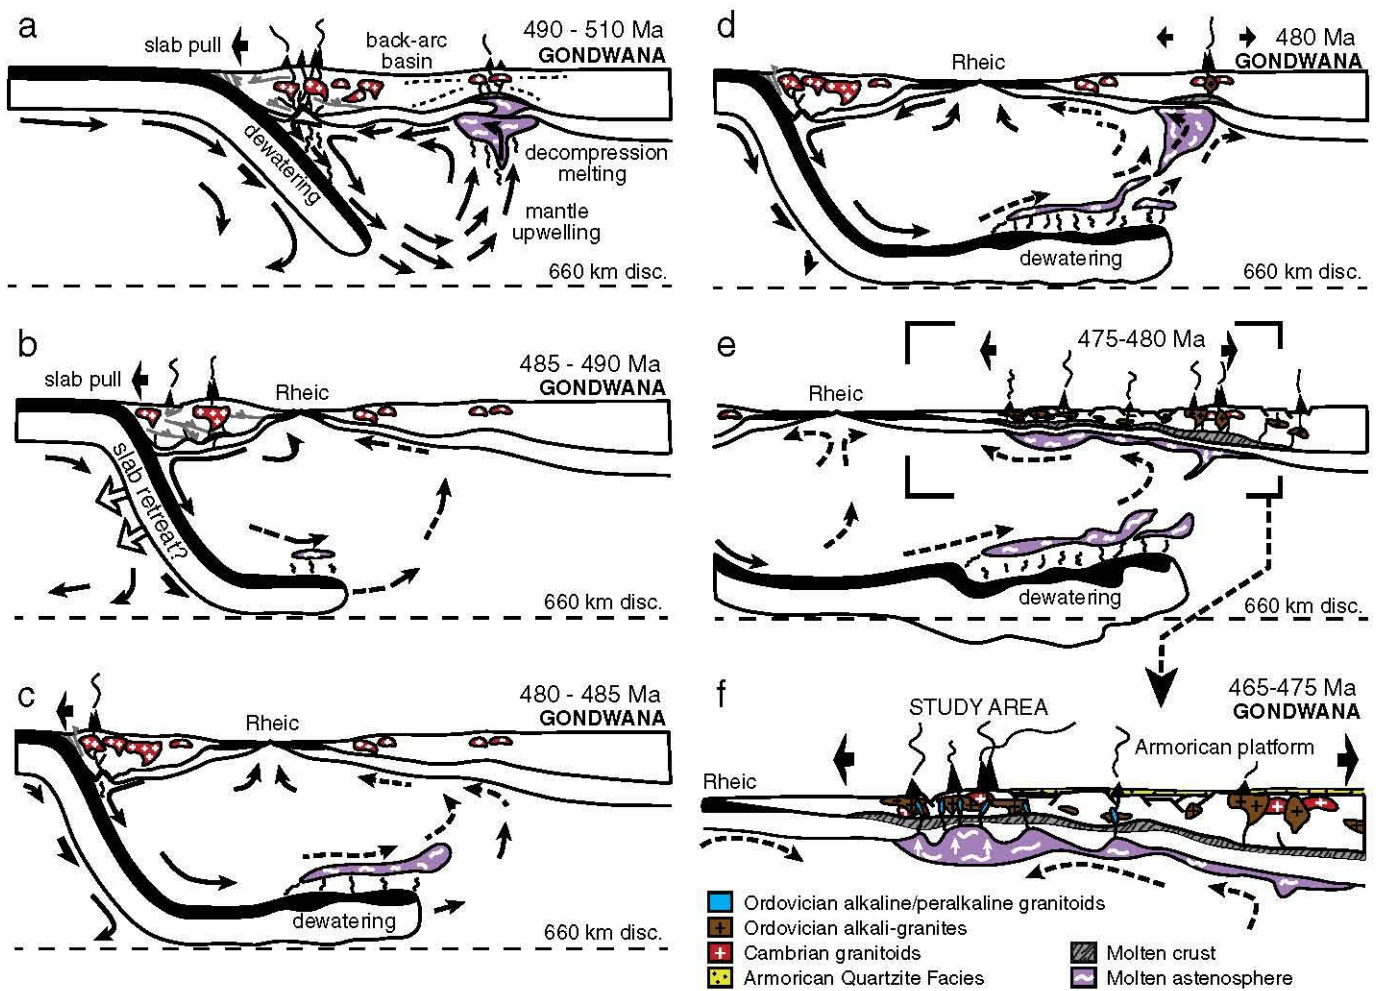 a
490 - 510 Ma
GONDWANA
slab pull
back-arc
basin
dewatering
decompression
melting
mantle
upwelling
660 km disc.
b
485 - 490 Ma
GONDWANA
slab pull
Rheic
slab retreat?
660 km disc.
c
480 - 485 Ma
GONDWANA
Rheic
dewatering
660 km disc.
d
480 Ma
GONDWANA
Rheic
dewatering
660 km disc.
e
475-480 Ma
Rheic
dewatering
660 km disc.
f
465-475 Ma
GONDWANA
STUDY AREA
Armorican platform
Rheic
Ordovician alkaline/peralkaline granitoids
Ordovician alkali-granites
Cambrian granitoids
Armorican Quartzite Facies
Molten crust
Molten astenosphere